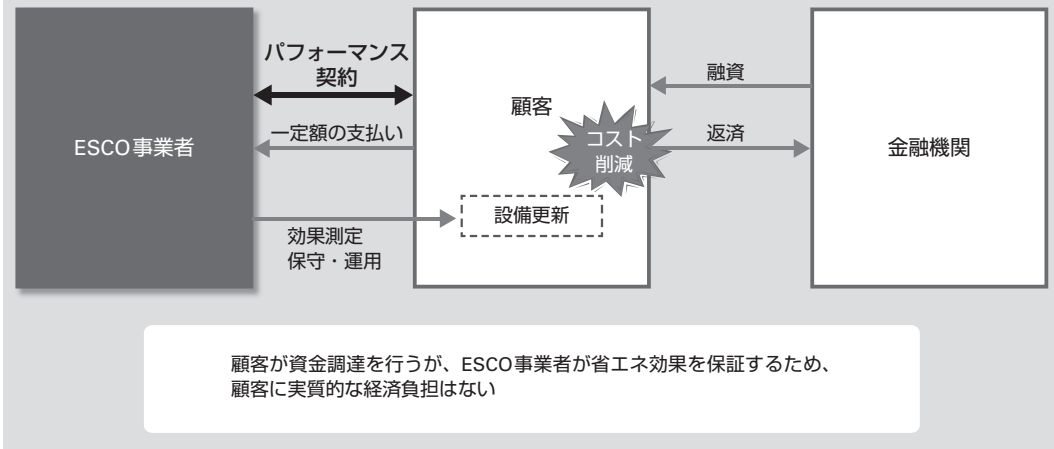 ESCO事業者
パフォーマンス
契約
一定額の支払い
効果測定
保守・運用
顧客
コスト
削減
設備更新
融資
返済
金融機関
顧客が資金調達を行うが、ESCO事業者が省エネ効果を保証するため、
顧客に実質的な経済負担はない